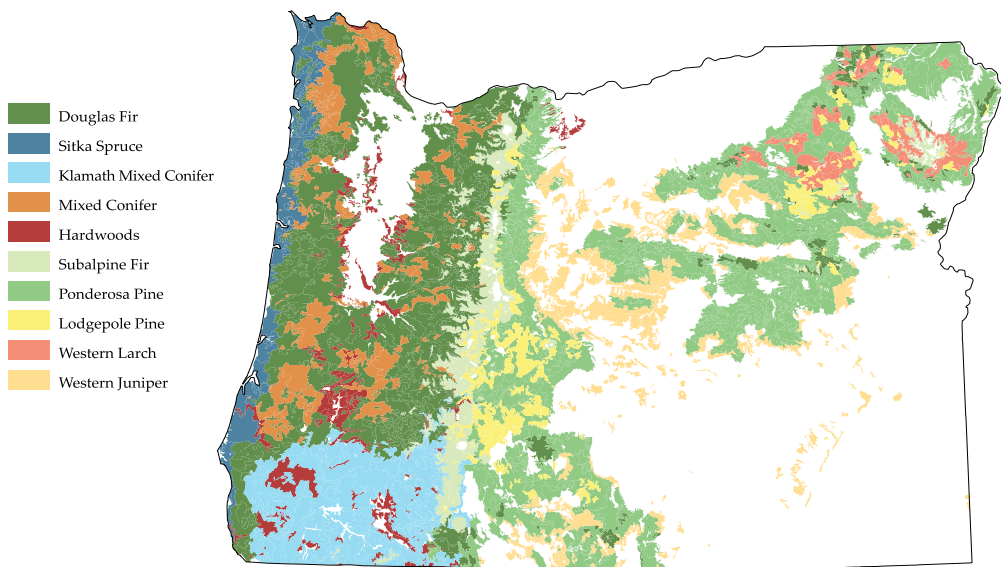 Douglas Fir
Sitka Spruce
Klamath Mixed Conifer
Mixed Conifer
Hardwoods
Subalpine Fir
Ponderosa Pine
Lodgepole Pine
Western Larch
Western Juniper